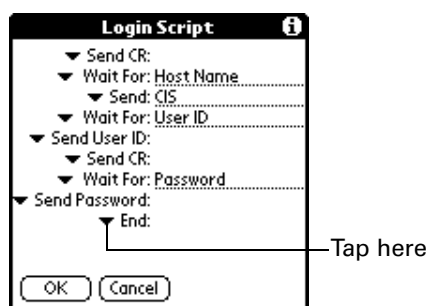 Login Script i
Send CR:
Wait For: Host Name
Send: CIS
Wait For: User ID
Send User ID:
Send CR:
Wait For: Password
Send Password:
End:
Tap here
OK Cancel